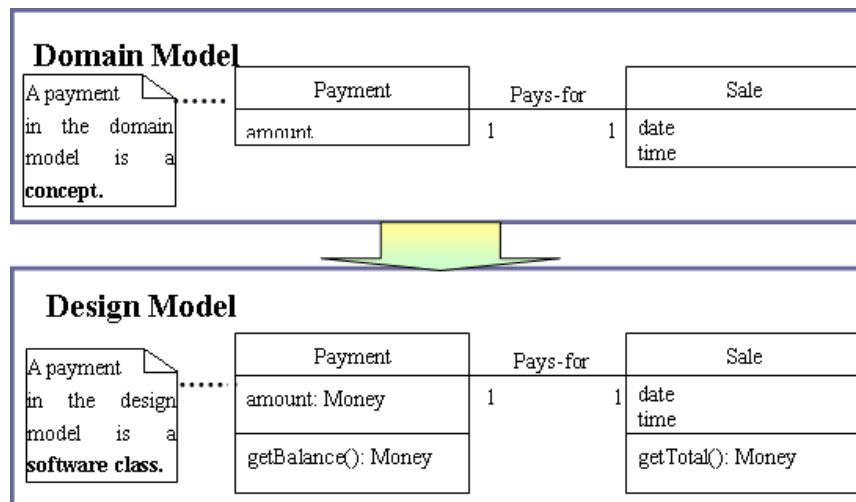 Domain Model
A payment
in the domain
model is a
concept.
Payment
amount
Pays-for
1 1
Sale
date
time
Design Model
A payment
in the design
model is a
software class.
Payment
amount: Money
getBalance(): Money
Pays-for
1 1
Sale
date
time
getTotal(): Money